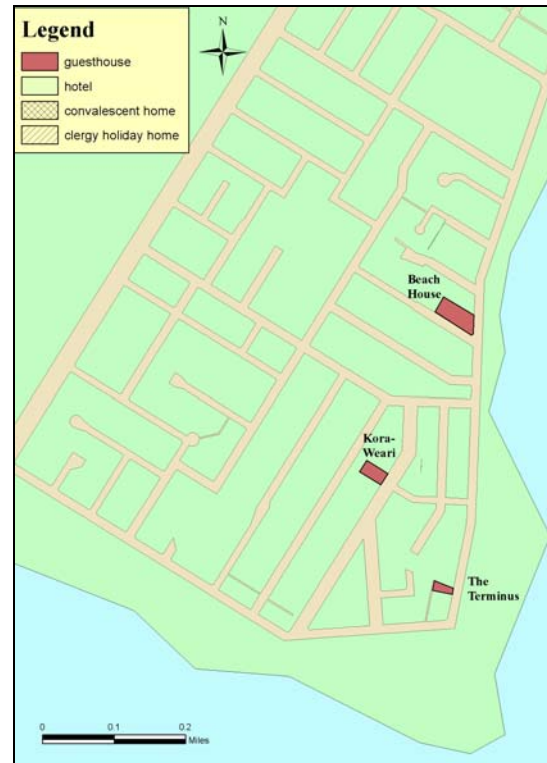 Legend
guesthouse
hotel
convalescent home
clergy holiday home
N
Beach
House
Kora-
Weari
The
Terminus
0 0.1 0.2
Miles